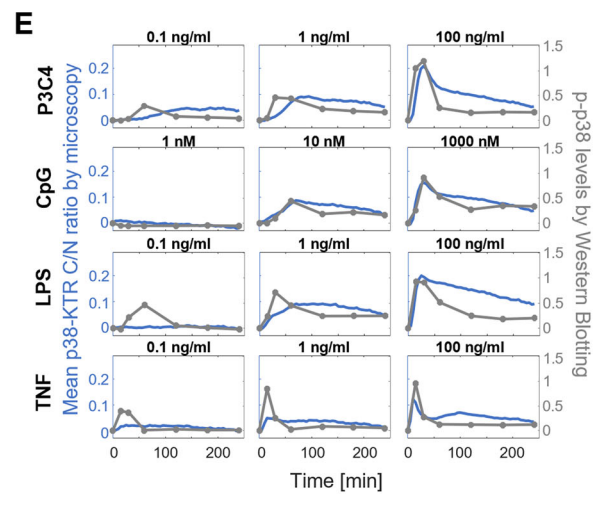 E
Mean p38-KTR C/N ratio by microscopy
p-p38 levels by Western Blotting
P3C4
0.1 ng/ml 1 ng/ml 100 ng/ml
0.2 0.1 0
1.5 1 0.5 0
CpG
1 nM 10 nM 1000 nM
0.2 0.1 0
1.5 1 0.5 0
LPS
0.1 ng/ml 1 ng/ml 100 ng/ml
0.2 0.1 0
1.5 1 0.5 0
TNF
0.1 ng/ml 1 ng/ml 100 ng/ml
0.2 0.1 0
1.5 1 0.5 0
0 100 200 0 100 200 0 100 200
Time [min]